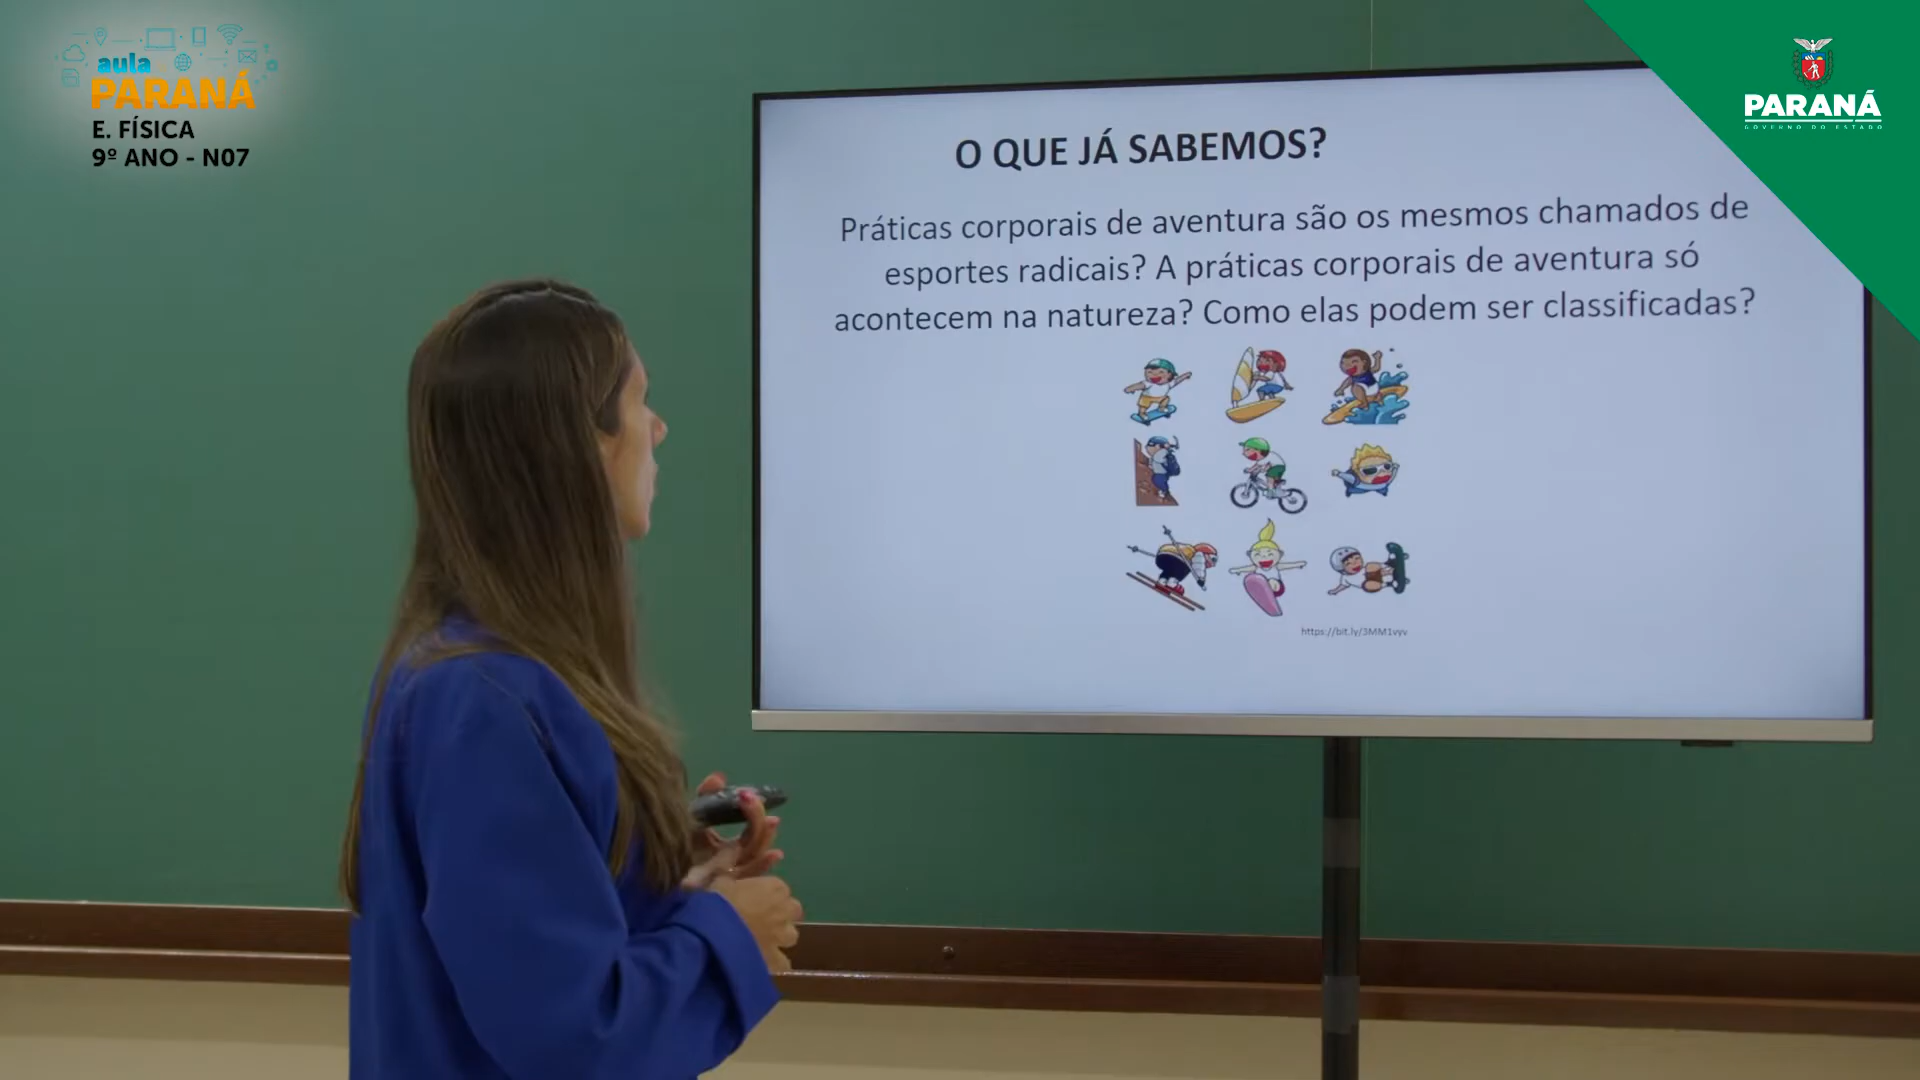 aula
PARANÁ
E. FÍSICA
9º ANO - N07
PARANÁ
GOVERNO DO ESTADO
O QUE JÁ SABEMOS?
Práticas corporais de aventura são os mesmos chamados de
esportes radicais? A práticas corporais de aventura só
acontecem na natureza? Como elas podem ser classificadas?
https://bit.ly/3MM1vyv